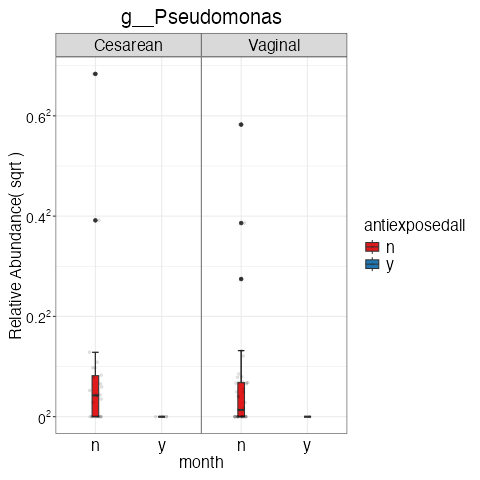 g__Pseudomonas
Cesarean Vaginal
Relative Abundance( sqrt )
0.6²
0.4²
0.2²
0²
n y n y
month
antiexposedall
n
y